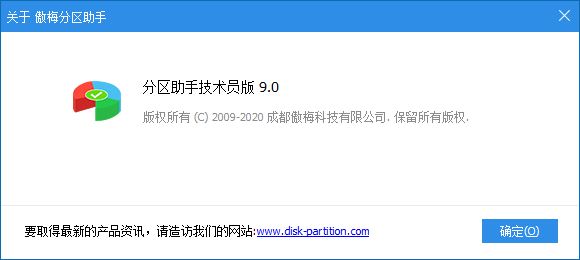 关于 傲梅分区助手
分区助手技术员版 9.0
版权所有 (C) 2009-2020 成都傲梅科技有限公司. 保留所有版权.
要取得最新的产品资讯，请造访我们的网站:www.disk-partition.com
确定(O)